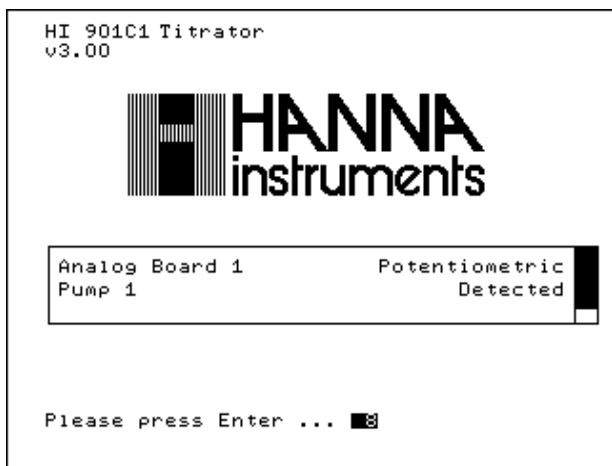 HI 901C1 Titrator
v3.00
HANNA
instruments
Analog Board 1 Potentiometric
Pump 1 Detected
Please press Enter ... 8